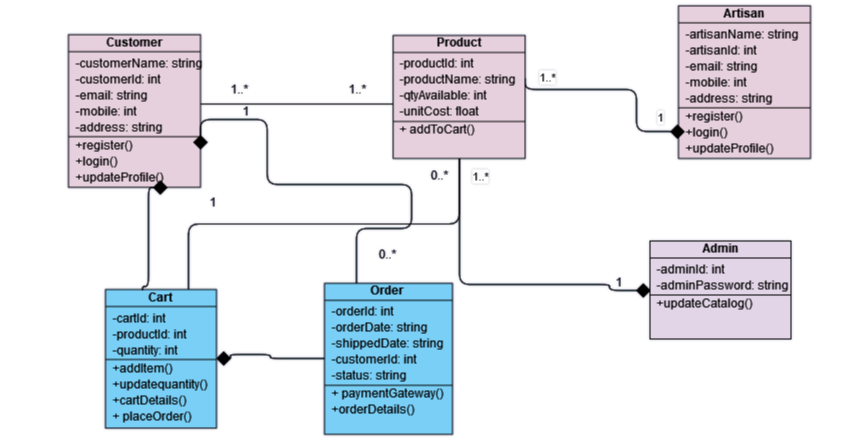 Customer
-customerName: string
-customerId: int
-email: string
-mobile: int
-address: string
+register()
+login()
+updateProfile()
1..*
1..*
1
Product
-productId: int
-productName: string
-qtyAvailable: int
-unitCost: float
+ addToCart()
1..*
1
Artisan
-artisanName: string
-artisanId: int
-email: string
-mobile: int
-address: string
+register()
+login()
+updateProfile()
0..*
1..*
1
0..*
1
Admin
-adminId: int
-adminPassword: string
+updateCatalog()
Cart
-cartId: int
-productId: int
-quantity: int
+addItem()
+updatequantity()
+cartDetails()
+ placeOrder()
Order
-orderId: int
-orderDate: string
-shippedDate: string
-customerId: int
-status: string
+ paymentGateway()
+orderDetails()